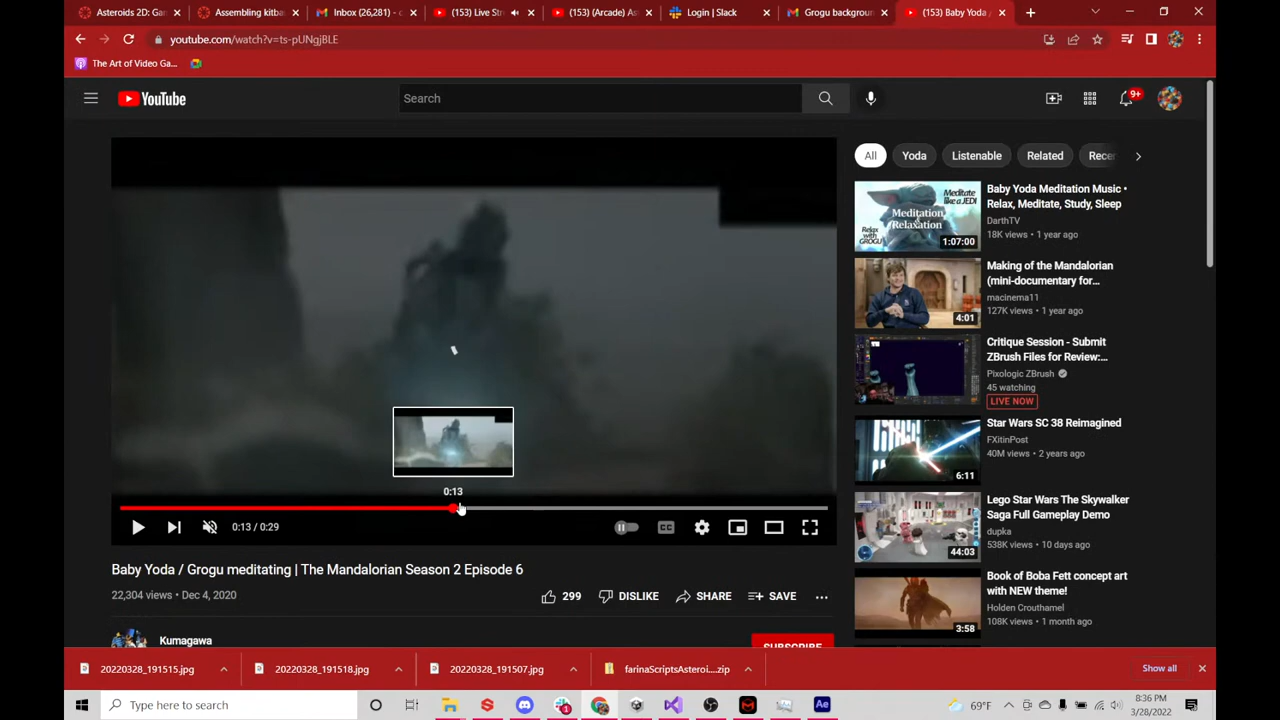 Asteroids 2D: Gam
Assembling kitba
Inbox (26,281) - c
(153) Live Str
(153) (Arcade) As
Login | Slack
Grogu backgroun
(153) Baby Yoda /
youtube.com/watch?v=ts-pUNgjBLE
The Art of Video Ga...
YouTube
Search
9+
All
Yoda
Listenable
Related
Recen
Meditate
like a JEDI
Meditation
Relaxation
Relax
with
GROGU
1:07:00
Baby Yoda Meditation Music •
Relax, Meditate, Study, Sleep
DarthTV
18K views • 1 year ago
4:01
Making of the Mandalorian
(mini-documentary for...
macinema11
127K views • 1 year ago
Critique Session - Submit
ZBrush Files for Review:...
Pixologic ZBrush
45 watching
LIVE NOW
6:11
Star Wars SC 38 Reimagined
FXitinPost
40M views • 2 years ago
44:03
Lego Star Wars The Skywalker
Saga Full Gameplay Demo
dupka
538K views • 10 days ago
3:58
Book of Boba Fett concept art
with NEW theme!
Holden Crouthamel
108K views • 1 month ago
0:13
0:13 / 0:29
CC
Baby Yoda / Grogu meditating | The Mandalorian Season 2 Episode 6
22,304 views • Dec 4, 2020
299
DISLIKE
SHARE
SAVE
Kumagawa
SUBSCRIBE
20220328_191515.jpg
20220328_191518.jpg
20220328_191507.jpg
farinaScriptsAsteroi....zip
Show all
Type here to search
1
Ae
69°F
8:36 PM
3/28/2022